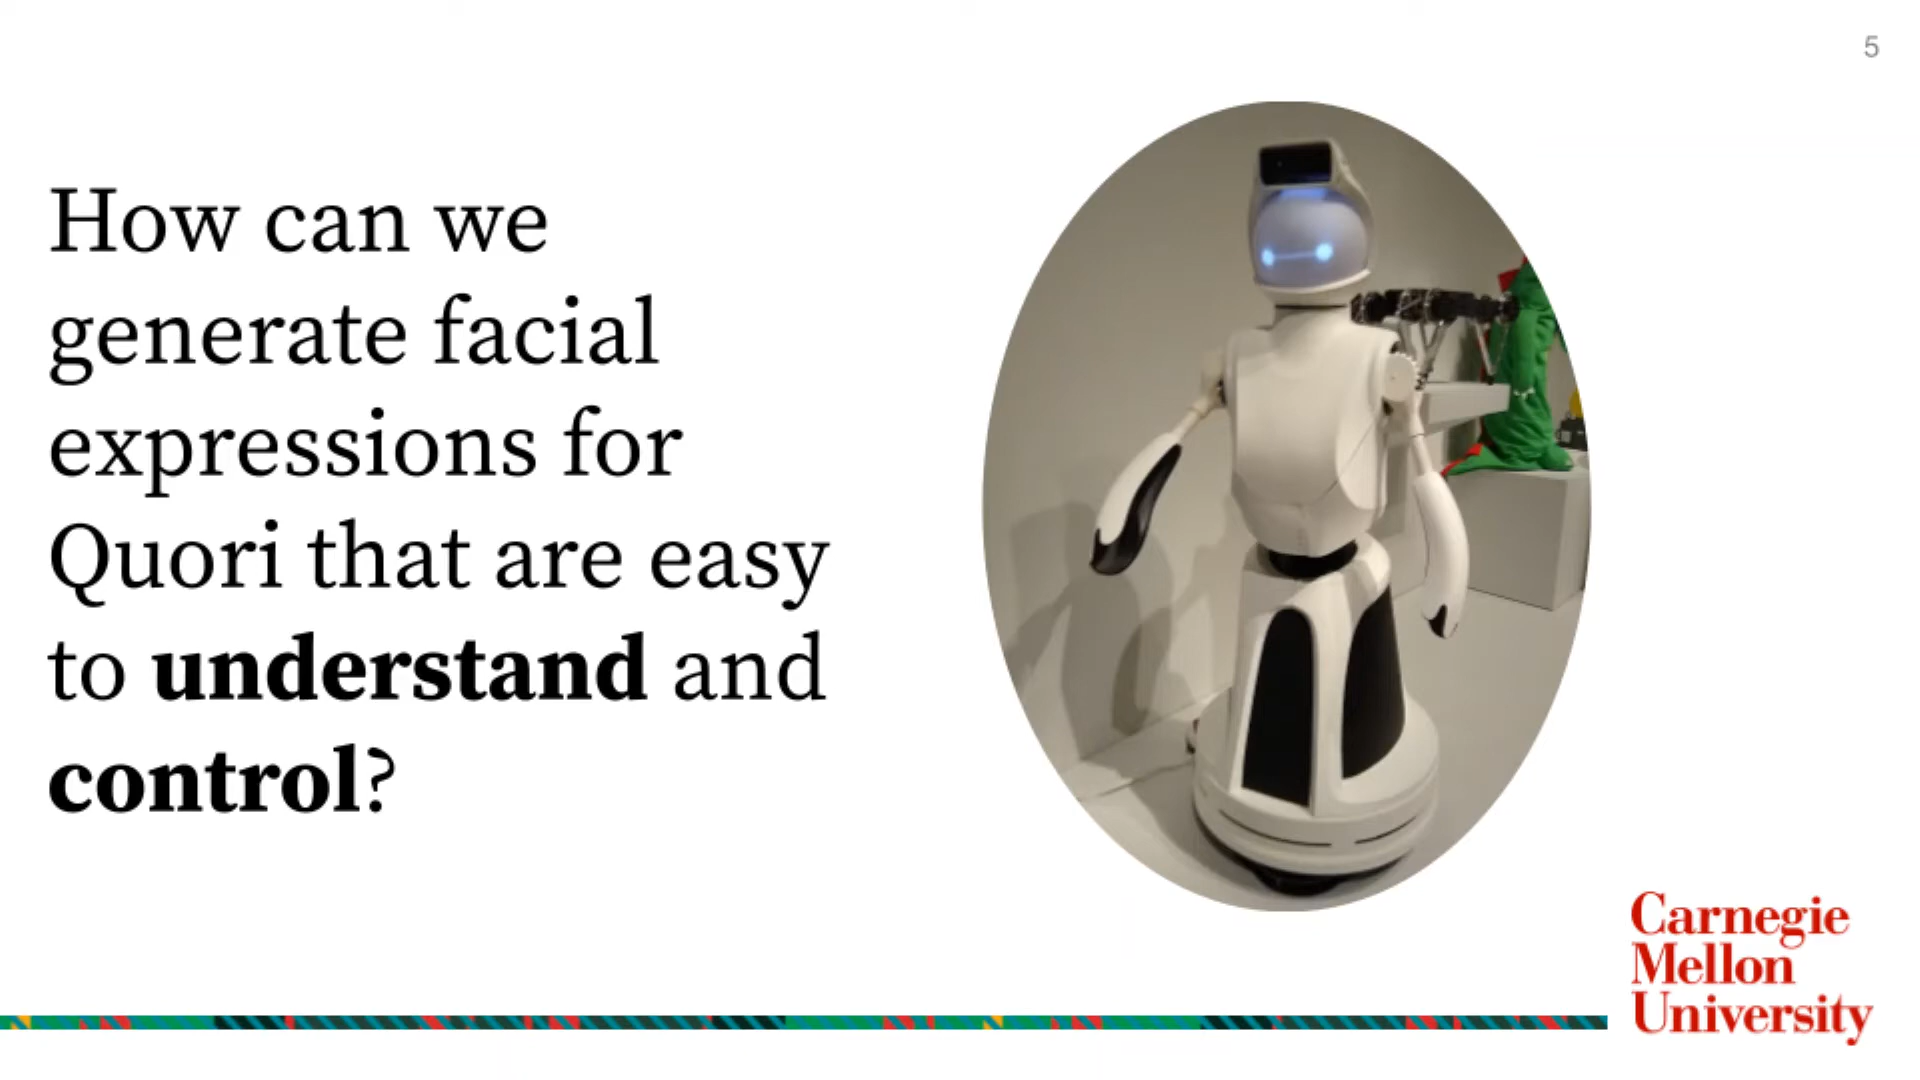 5
How can we
generate facial
expressions for
Quori that are easy
to understand and
control?
Carnegie
Mellon
University